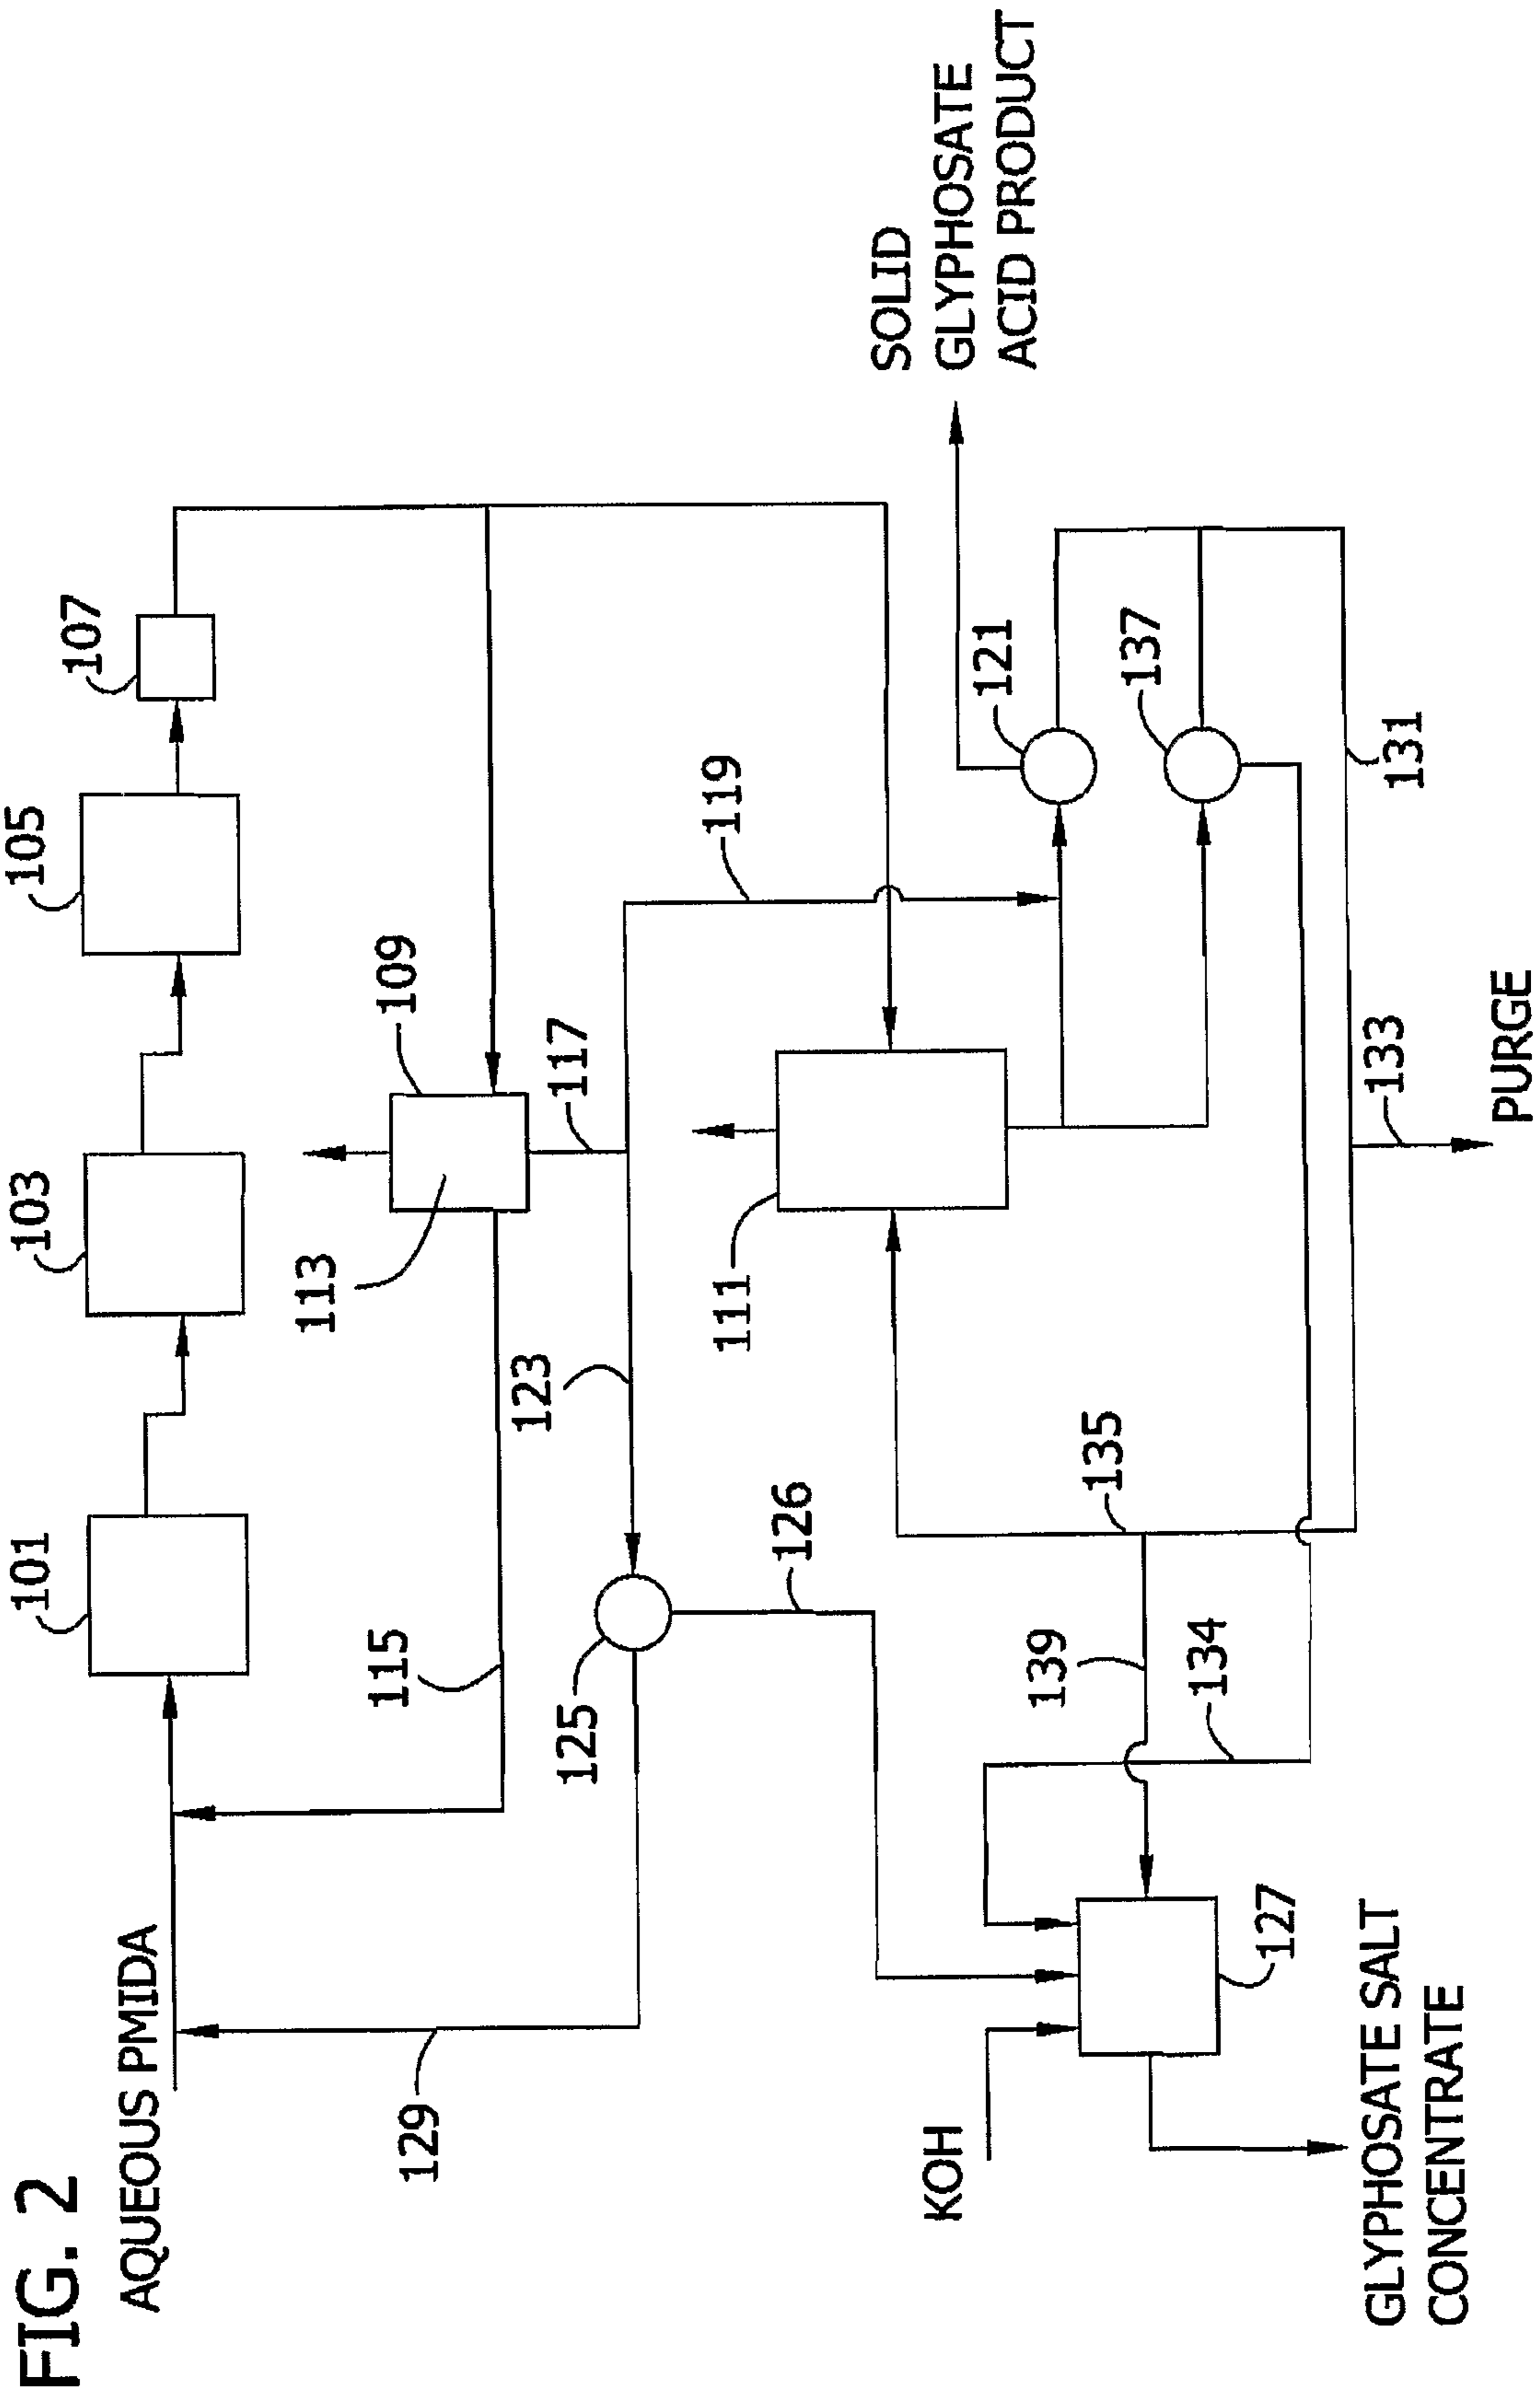 FIG. 2
AQUEOUS PMIDA
101
103
105
107
129
115
113
109
125
123
117
119
126
111
121
SOLID
GLYPHOSATE
ACID PRODUCT
137
KOH
139
135
134
127
133
131
PURGE
GLYPHOSATE SALT
CONCENTRATE